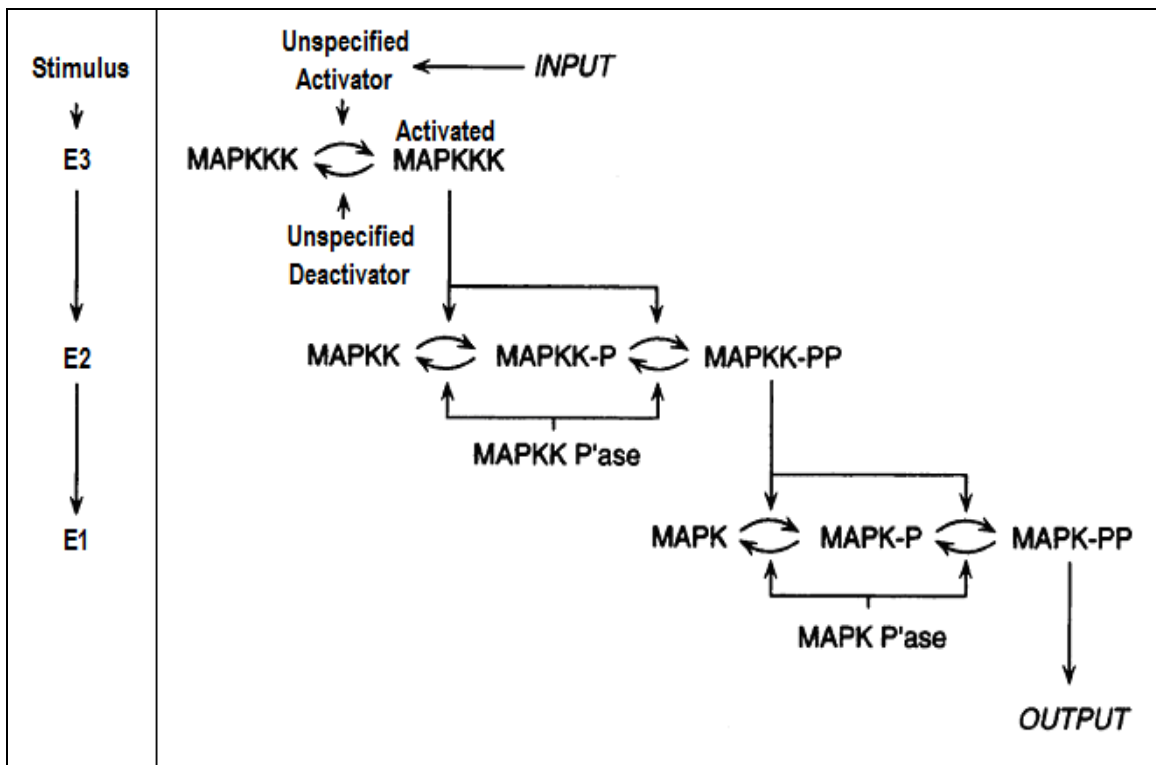 Stimulus
E3
E2
E1
Unspecified
Activator
INPUT
MAPKKK
Activated
MAPKKK
Unspecified
Deactivator
MAPKK
MAPKK-P
MAPKK-PP
MAPKK P'ase
MAPK
MAPK-P
MAPK-PP
MAPK P'ase
OUTPUT